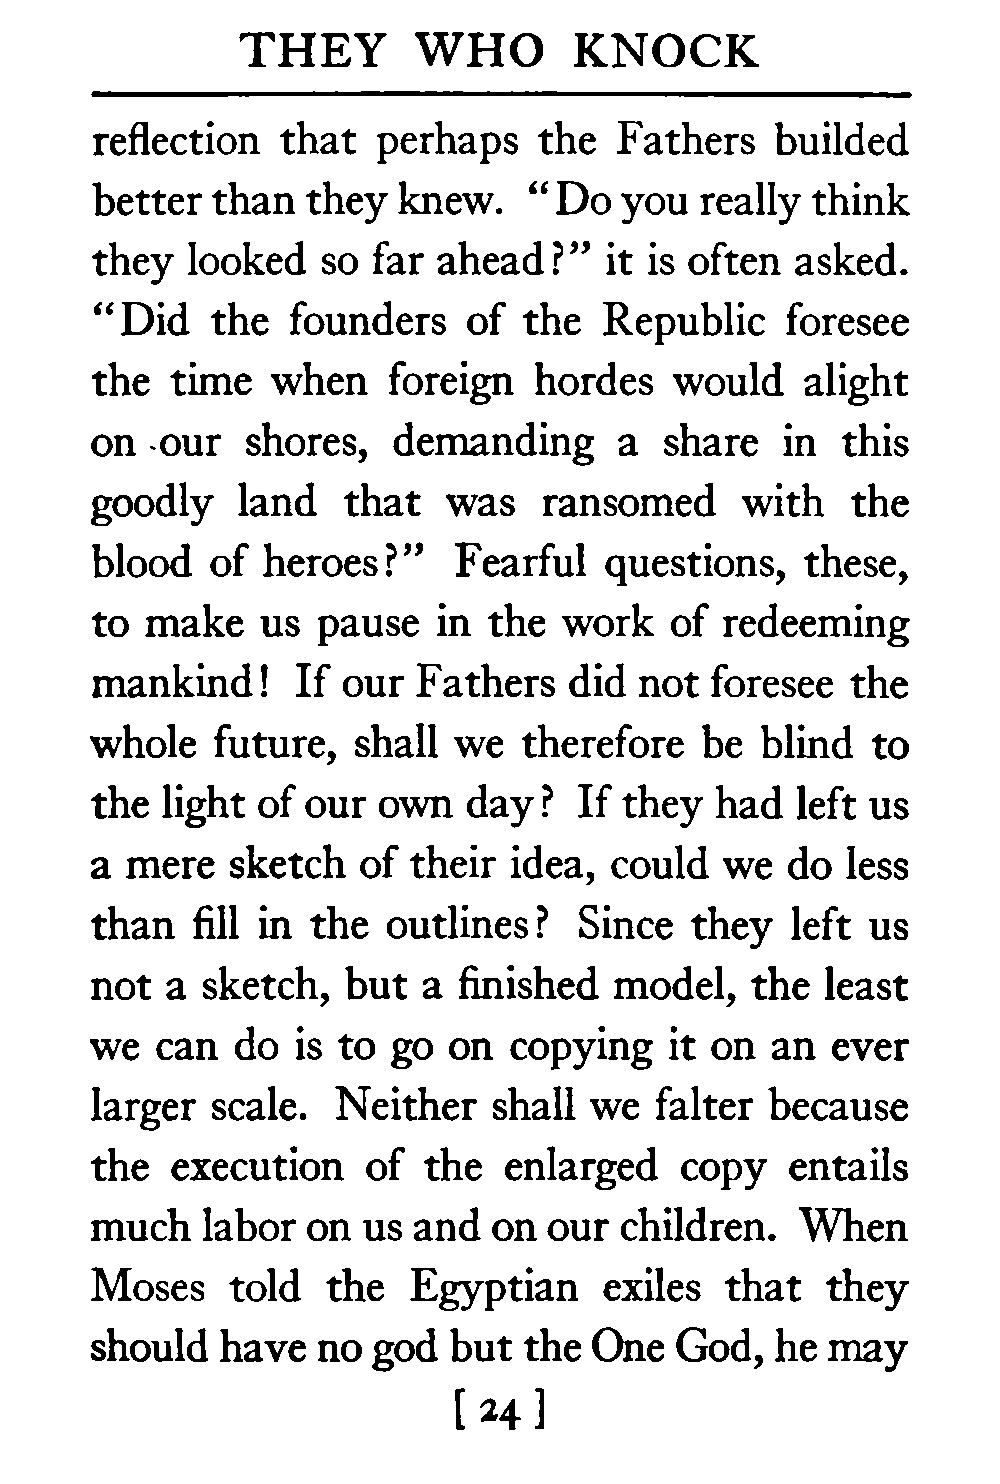 THEY WHO KNOCK
reflection that perhaps the Fathers builded
better than they knew. “Do you really think
they looked so far ahead?” it is often asked.
“Did the founders of the Republic foresee
the time when foreign hordes would alight
on our shores, demanding a share in this
goodly land that was ransomed with the
blood of heroes?” Fearful questions, these,
to make us pause in the work of redeeming
mankind! If our Fathers did not foresee the
whole future, shall we therefore be blind to
the light of our own day? If they had left us
a mere sketch of their idea, could we do less
than fill in the outlines? Since they left us
not a sketch, but a finished model, the least
we can do is to go on copying it on an ever
larger scale. Neither shall we falter because
the execution of the enlarged copy entails
much labor on us and on our children. When
Moses told the Egyptian exiles that they
should have no god but the One God, he may
[ 24 ]